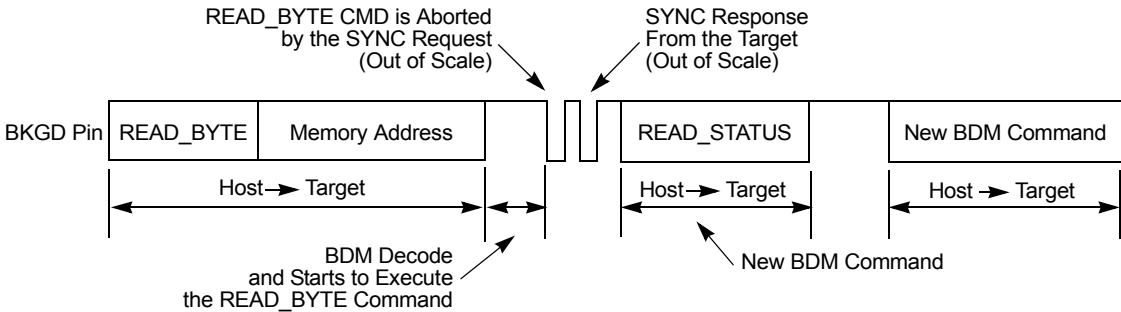 READ_BYTE CMD is Aborted
by the SYNC Request
(Out of Scale)
SYNC Response
From the Target
(Out of Scale)
BKGD Pin
READ_BYTE
Memory Address
READ_STATUS
New BDM Command
Host Target
Host Target
Host Target
BDM Decode
and Starts to Execute
the READ_BYTE Command
New BDM Command